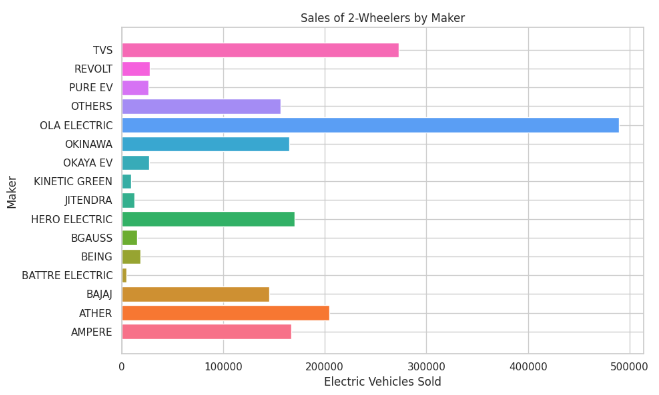 Sales of 2-Wheelers by Maker
TVS
REVOLT
PURE EV
OTHERS
OLA ELECTRIC
OKINAWA
OKAYA EV
KINETIC GREEN
JITENDRA
HERO ELECTRIC
BGAUSS
BEING
BATTRE ELECTRIC
BAJAJ
ATHER
AMPERE
Maker
0 100000 200000 300000 400000 500000
Electric Vehicles Sold